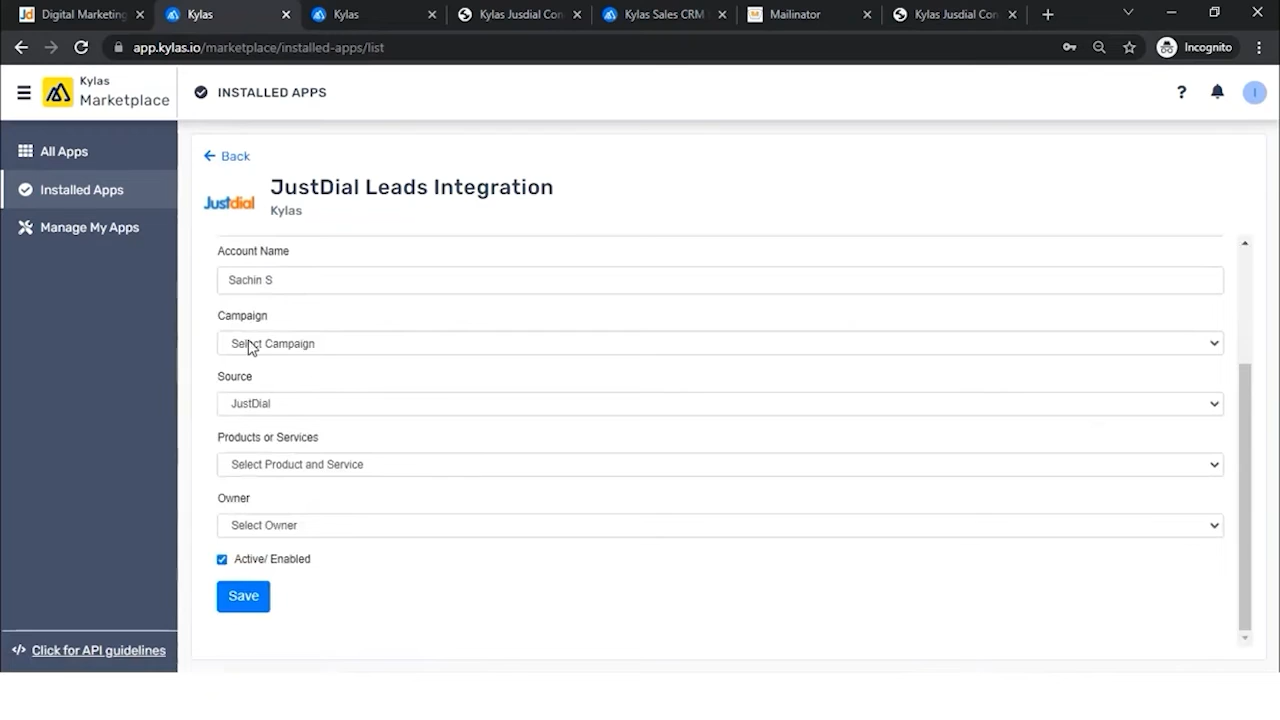 Digital Marketing
Kylas
Kylas
Kylas Jusdial Con
Kylas Sales CRM
Mailinator
Kylas Jusdial Con
app.kylas.io/marketplace/installed-apps/list
Incognito
Kylas
Marketplace
INSTALLED APPS
?
I
All Apps
Installed Apps
Manage My Apps
Back
Justdial
JustDial Leads Integration
Kylas
Account Name
Sachin S
Campaign
Select Campaign
Source
JustDial
Products or Services
Select Product and Service
Owner
Select Owner
Active/ Enabled
Save
</> Click for API guidelines